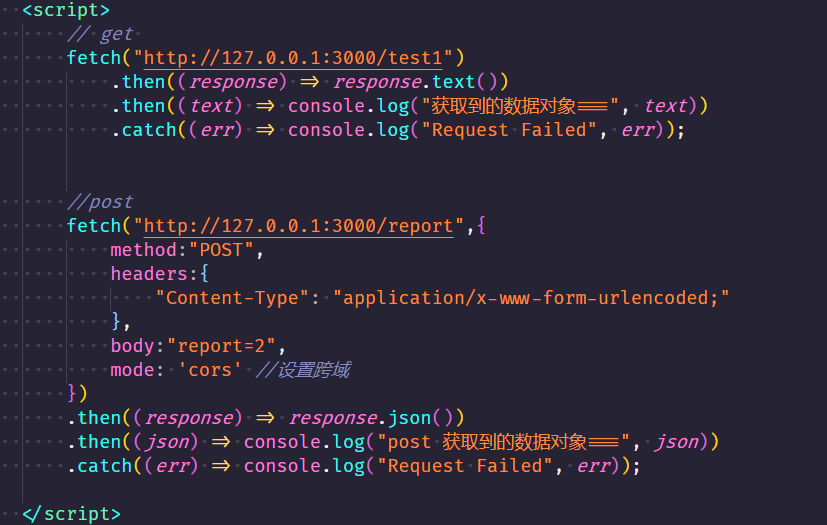 <script>
// get
fetch("http://127.0.0.1:3000/test1")
.then((response) => response.text())
.then((text) => console.log("获取到的数据对象===", text))
.catch((err) => console.log("Request Failed", err));
//post
fetch("http://127.0.0.1:3000/report",{
method:"POST",
headers:{
"Content-Type": "application/x-www-form-urlencoded;"
},
body:"report=2",
mode: 'cors' //设置跨域
})
.then((response) => response.json())
.then((json) => console.log("post 获取到的数据对象===", json))
.catch((err) => console.log("Request Failed", err));
</script>